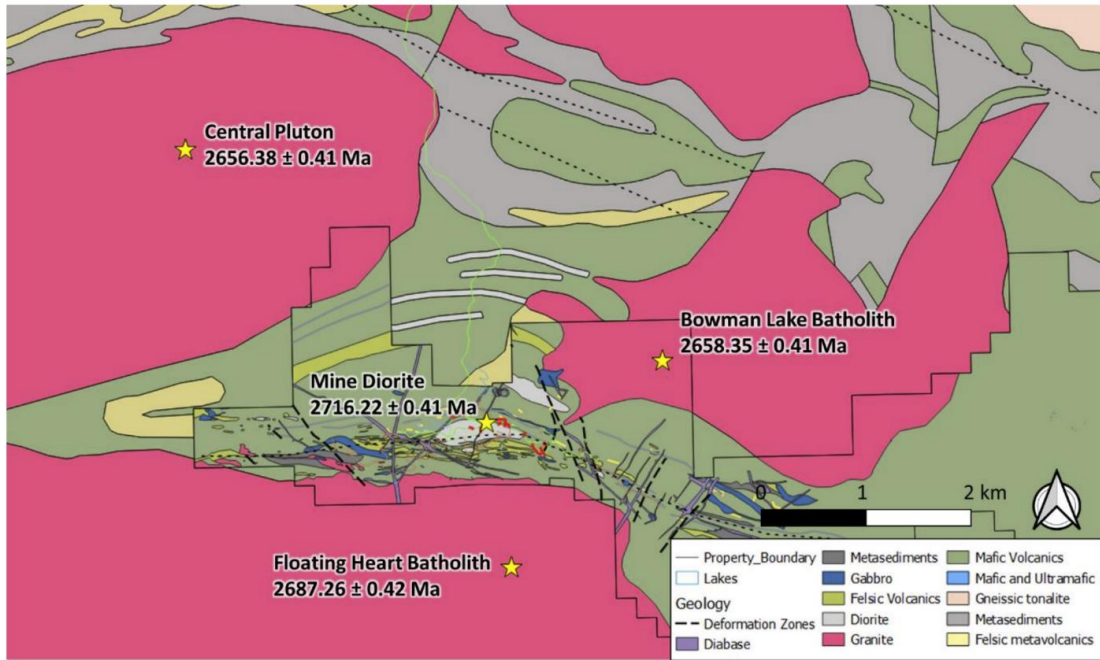 Central Pluton
2656.38 ± 0.41 Ma
Bowman Lake Batholith
2658.35 ± 0.41 Ma
Mine Diorite
2716.22 ± 0.41 Ma
Floating Heart Batholith
2687.26 ± 0.42 Ma
0 1 2 km
Property_Boundary
Lakes
Geology
Deformation Zones
Diabase
Metasediments
Gabbro
Felsic Volcanics
Diorite
Granite
Mafic Volcanics
Mafic and Ultramafic
Gneissic tonalite
Metasediments
Felsic metavolcanics